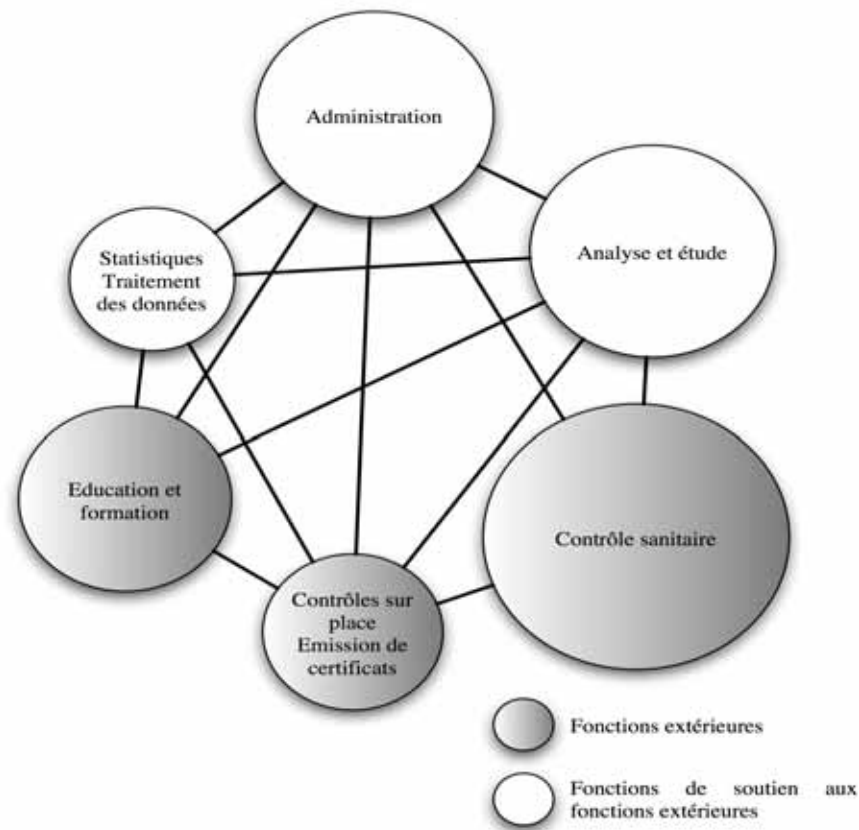 Administration
Analyse et étude
Statistiques
Traitement
des données
Education et
formation
Contrôle sanitaire
Contrôles sur
place
Emission de
certificats
Fonctions extérieures
Fonctions de soutien aux
fonctions extérieures